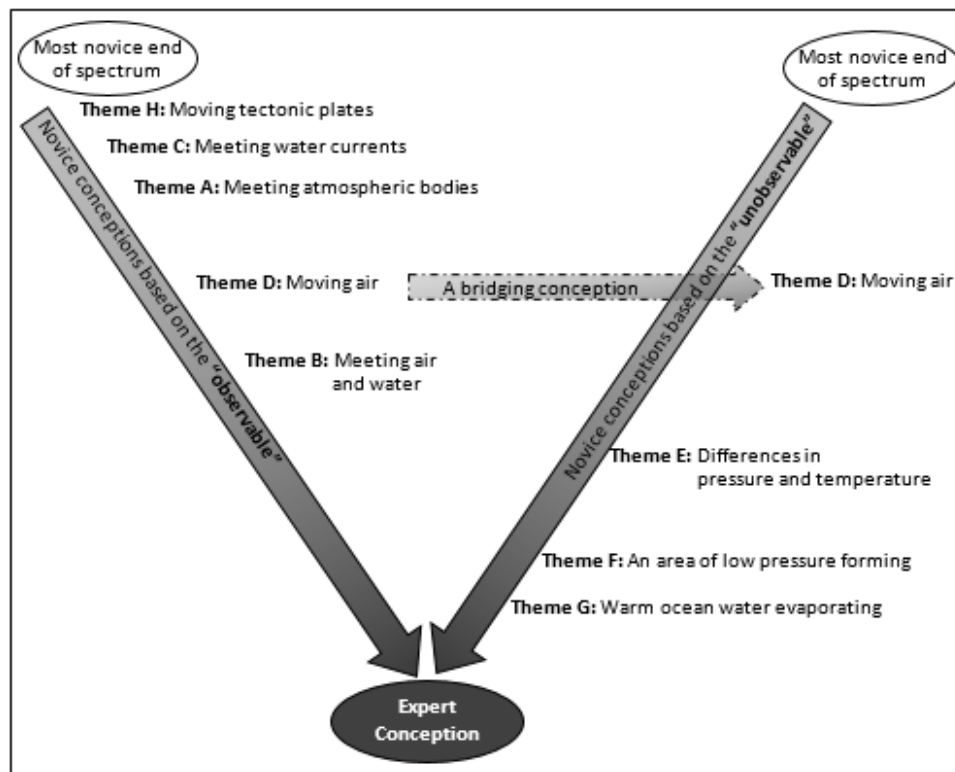 Most novice end
of spectrum
Most novice end
of spectrum
Theme H: Moving tectonic plates
Theme C: Meeting water currents
Theme A: Meeting atmospheric bodies
Novice conceptions based on the "observable"
Novice conceptions based on the "unobservable"
Theme D: Moving air
A bridging conception
Theme D: Moving air
Theme B: Meeting air
and water
Theme E: Differences in
pressure and temperature
Theme F: An area of low pressure forming
Theme G: Warm ocean water evaporating
Expert
Conception